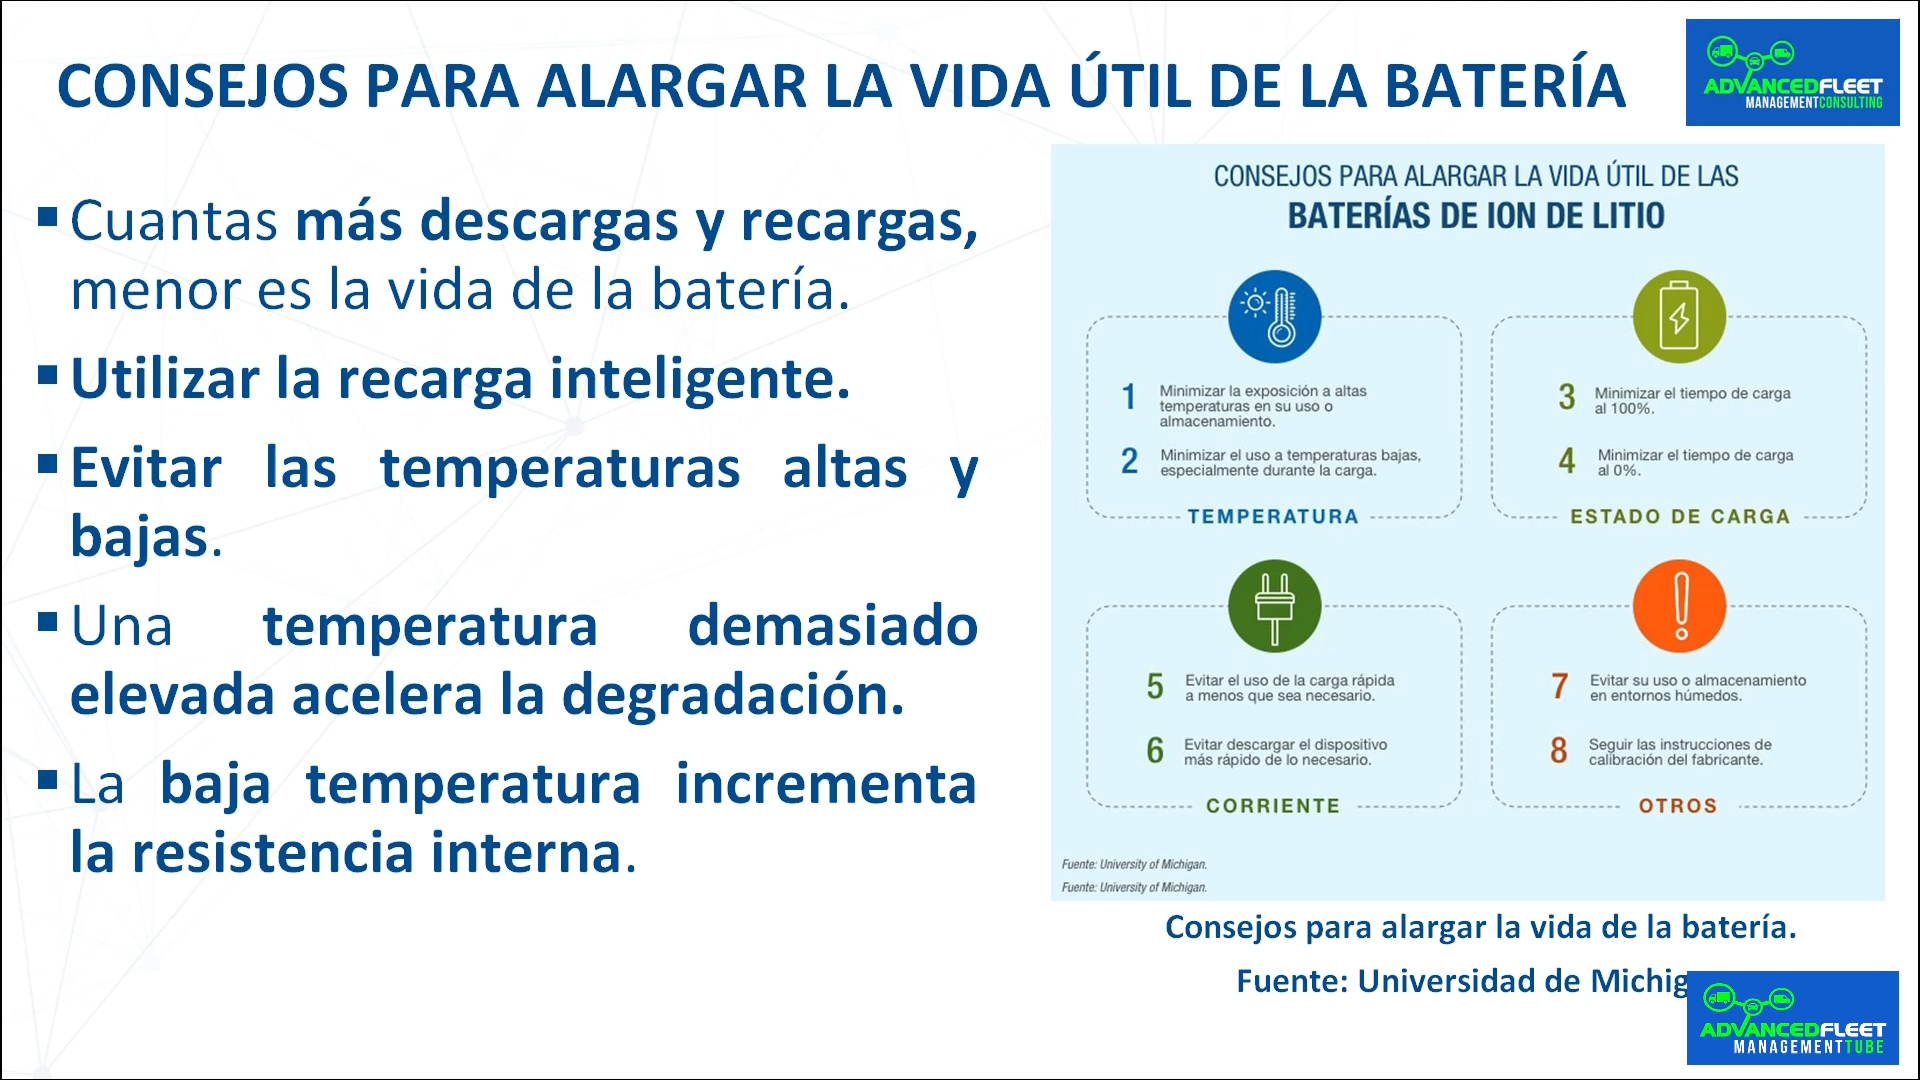 CONSEJOS PARA ALARGAR LA VIDA ÚTIL DE LA BATERÍA
ADVANCEDFLEET
MANAGEMENTCONSULTING
▪Cuantas más descargas y recargas,
menor es la vida de la batería.
▪Utilizar la recarga inteligente.
▪Evitar las temperaturas altas y
bajas.
▪Una temperatura demasiado
elevada acelera la degradación.
▪La baja temperatura incrementa
la resistencia interna.
CONSEJOS PARA ALARGAR LA VIDA ÚTIL DE LAS
BATERÍAS DE ION DE LITIO
1 Minimizar la exposición a altas
temperaturas en su uso o
almacenamiento.
2 Minimizar el uso a temperaturas bajas,
especialmente durante la carga.
TEMPERATURA
3 Minimizar el tiempo de carga
al 100%.
4 Minimizar el tiempo de carga
al 0%.
ESTADO DE CARGA
5 Evitar el uso de la carga rápida
a menos que sea necesario.
6 Evitar descargar el dispositivo
más rápido de lo necesario.
CORRIENTE
7 Evitar su uso o almacenamiento
en entornos húmedos.
8 Seguir las instrucciones de
calibración del fabricante.
OTROS
Fuente: University of Michigan.
Fuente: University of Michigan.
Consejos para alargar la vida de la batería.
Fuente: Universidad de Michig
ADVANCEDFLEET
MANAGEMENTTUBE